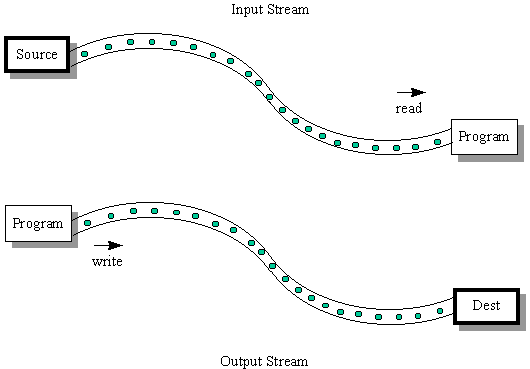 Input Stream
Source
read
Program
Program
write
Dest
Output Stream